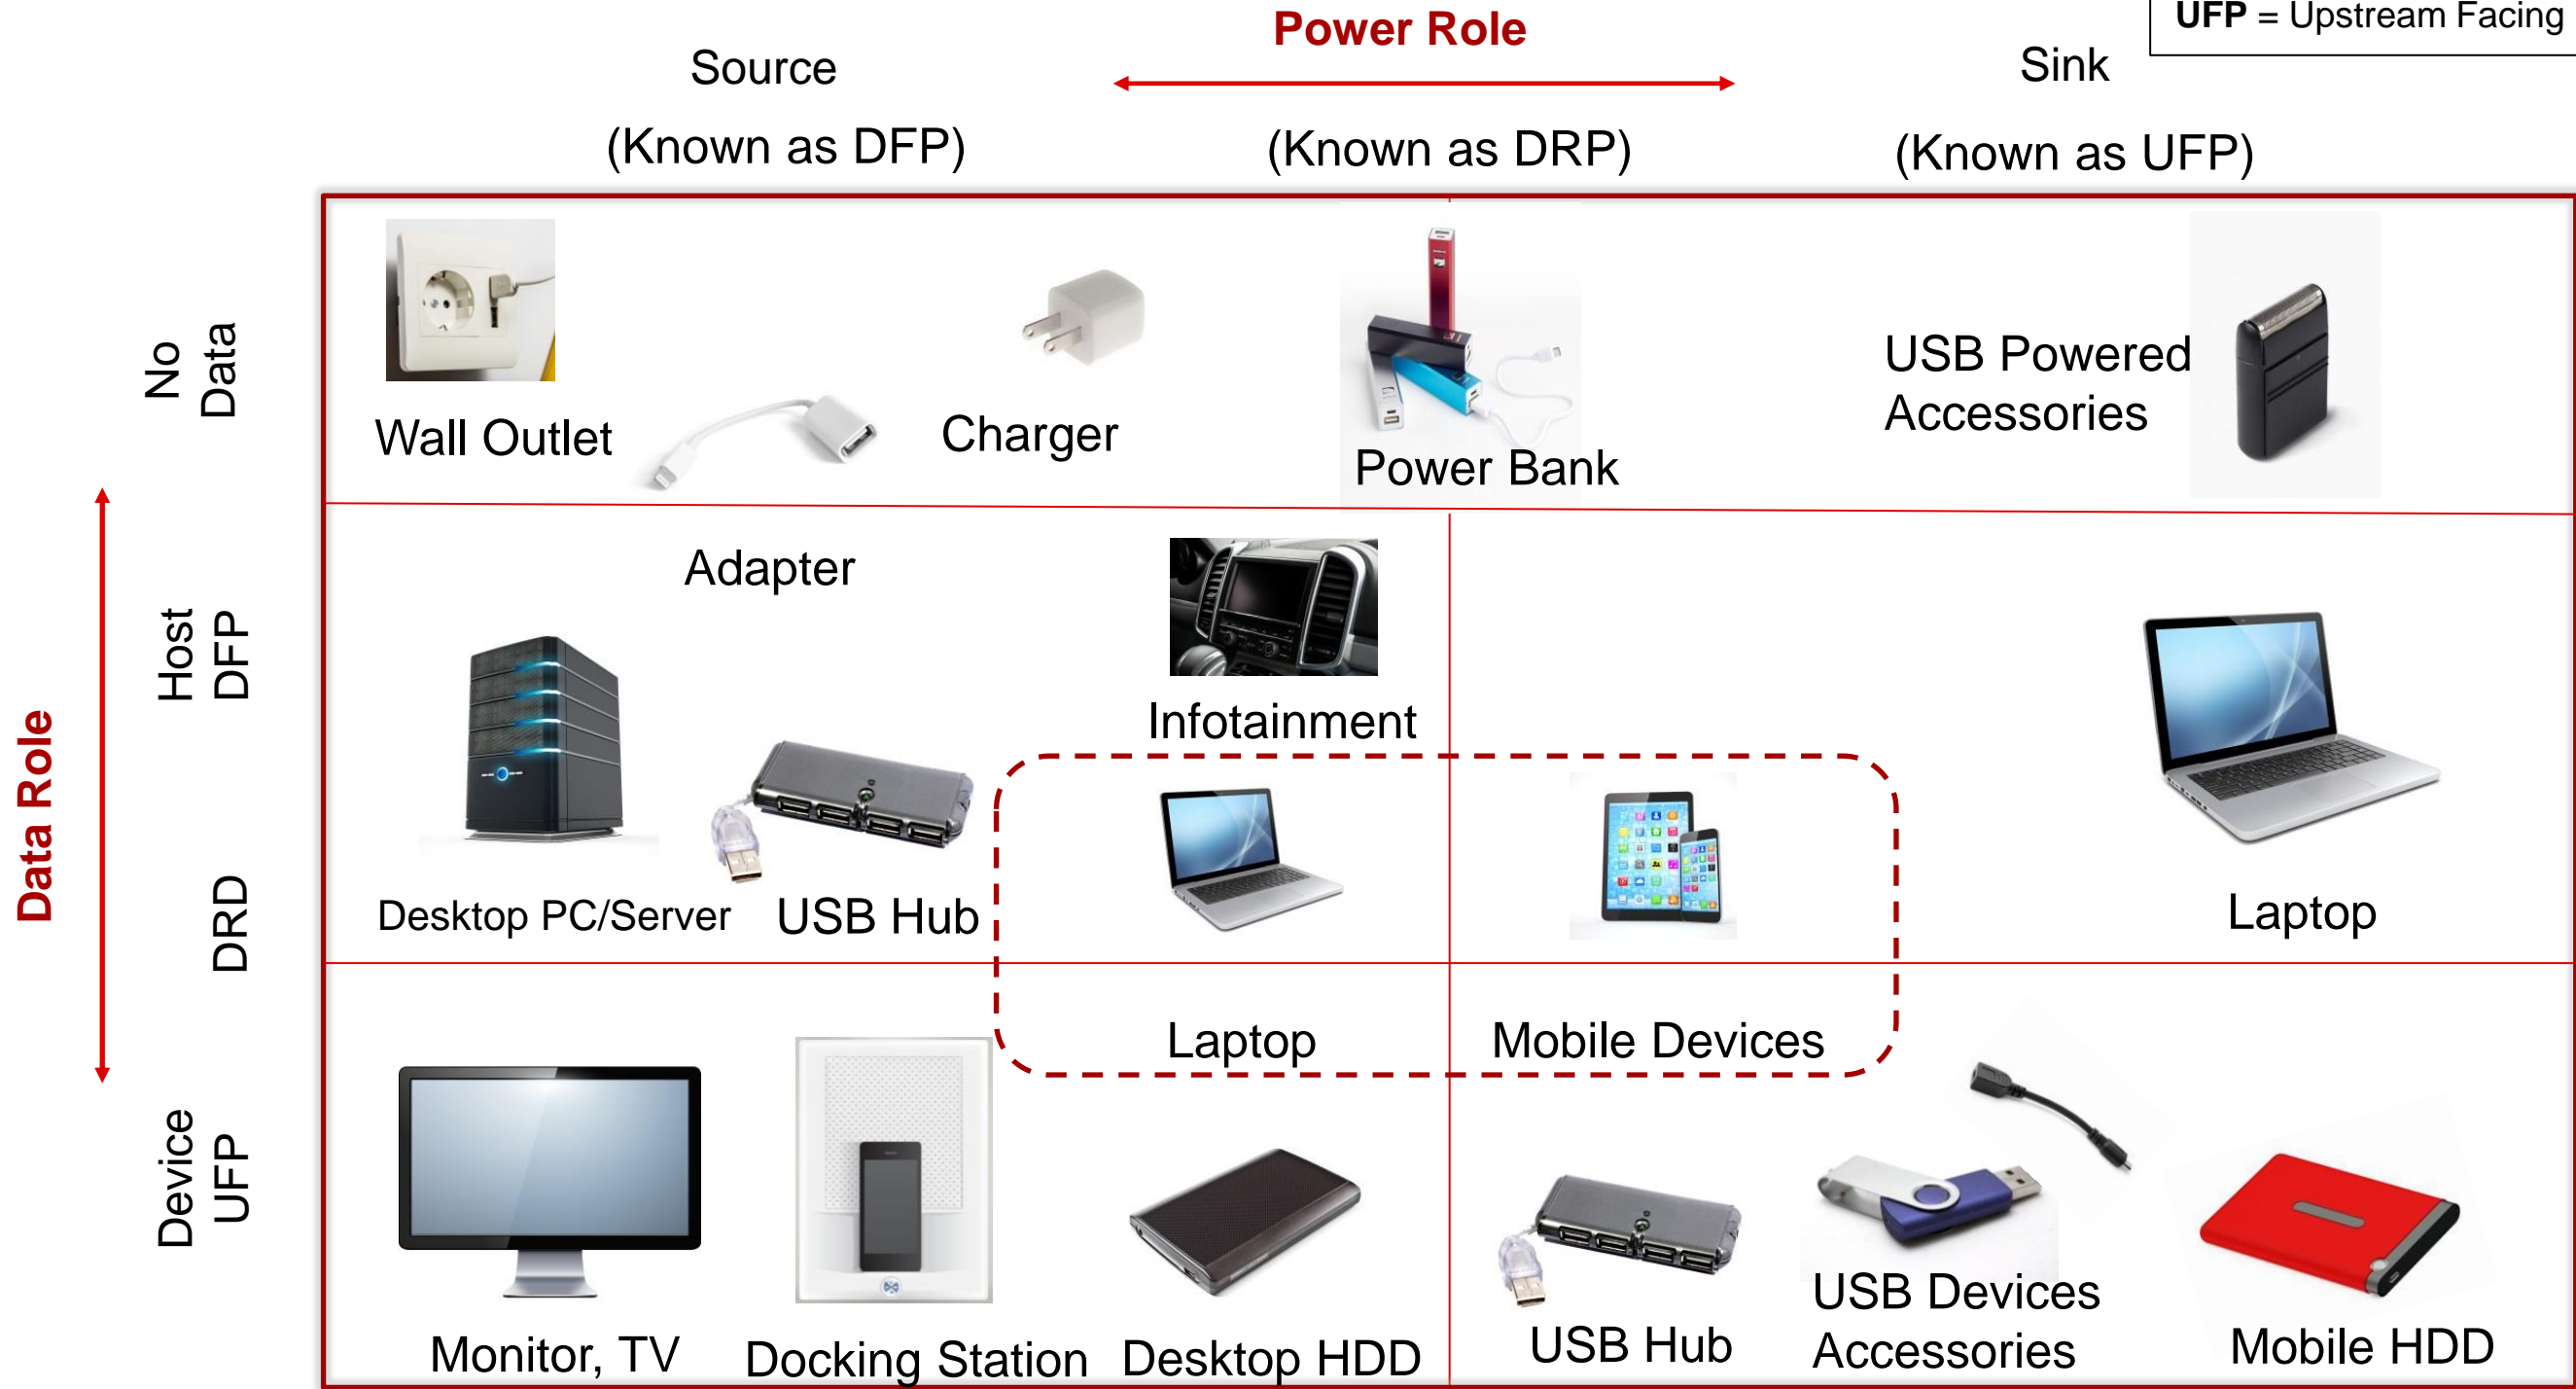 UFP = Upstream Facing
Power Role
Source
Sink
(Known as DFP)
(Known as DRP)
(Known as UFP)
Data Role
No
Data
Host
DFP
DRD
Device
UFP
Wall Outlet
Charger
Power Bank
USB Powered
Accessories
Adapter
Infotainment
Desktop PC/Server
USB Hub
Laptop
Laptop
Mobile Devices
Monitor, TV
Docking Station
Desktop HDD
USB Hub
USB Devices
Accessories
Mobile HDD